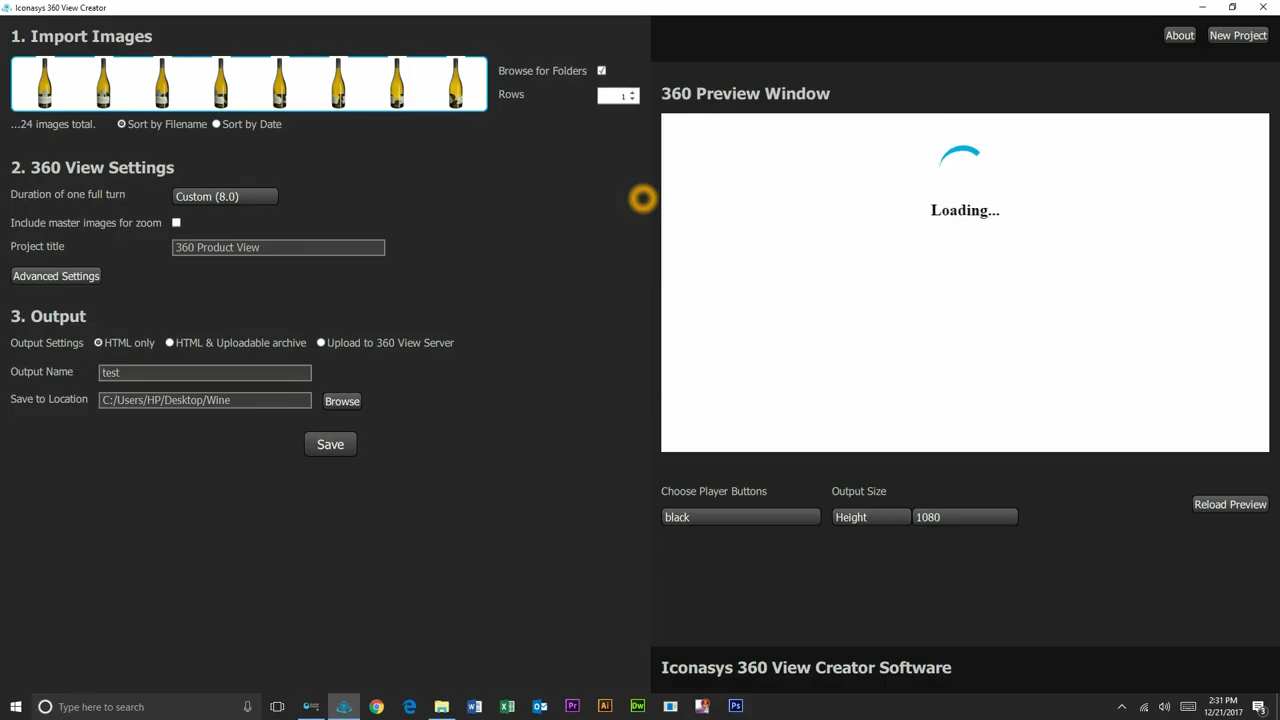 Iconasys 360 View Creator
1. Import Images
Browse for Folders
Rows
1
...24 images total.
Sort by Filename
Sort by Date
2. 360 View Settings
Duration of one full turn
Custom (8.0)
Include master images for zoom
Project title
360 Product View
Advanced Settings
3. Output
Output Settings
HTML only
HTML & Uploadable archive
Upload to 360 View Server
Output Name
test
Save to Location
C:/Users/HP/Desktop/Wine
Browse
Save
About
New Project
360 Preview Window
Loading...
Choose Player Buttons
Output Size
black
Height
1080
Reload Preview
Iconasys 360 View Creator Software
Type here to search
Pr
Ai
Dw
Ps
2:31 PM
12/21/2017
3